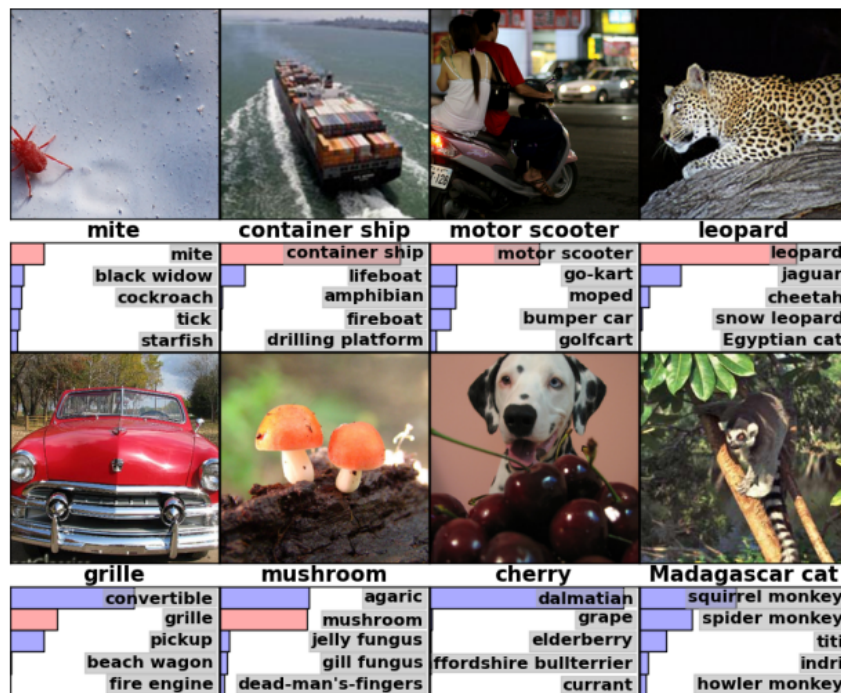 mite
container ship
motor scooter
leopard
mite
black widow
cockroach
tick
starfish
container ship
lifeboat
amphibian
fireboat
drilling platform
motor scooter
go-kart
moped
bumper car
golfcart
leopard
jaguar
cheetah
snow leopard
Egyptian cat
grille
mushroom
cherry
Madagascar cat
convertible
grille
pickup
beach wagon
fire engine
agaric
mushroom
jelly fungus
gill fungus
dead-man's-fingers
dalmatian
grape
elderberry
ffordshire bullterrier
currant
squirrel monkey
spider monkey
titi
indri
howler monkey